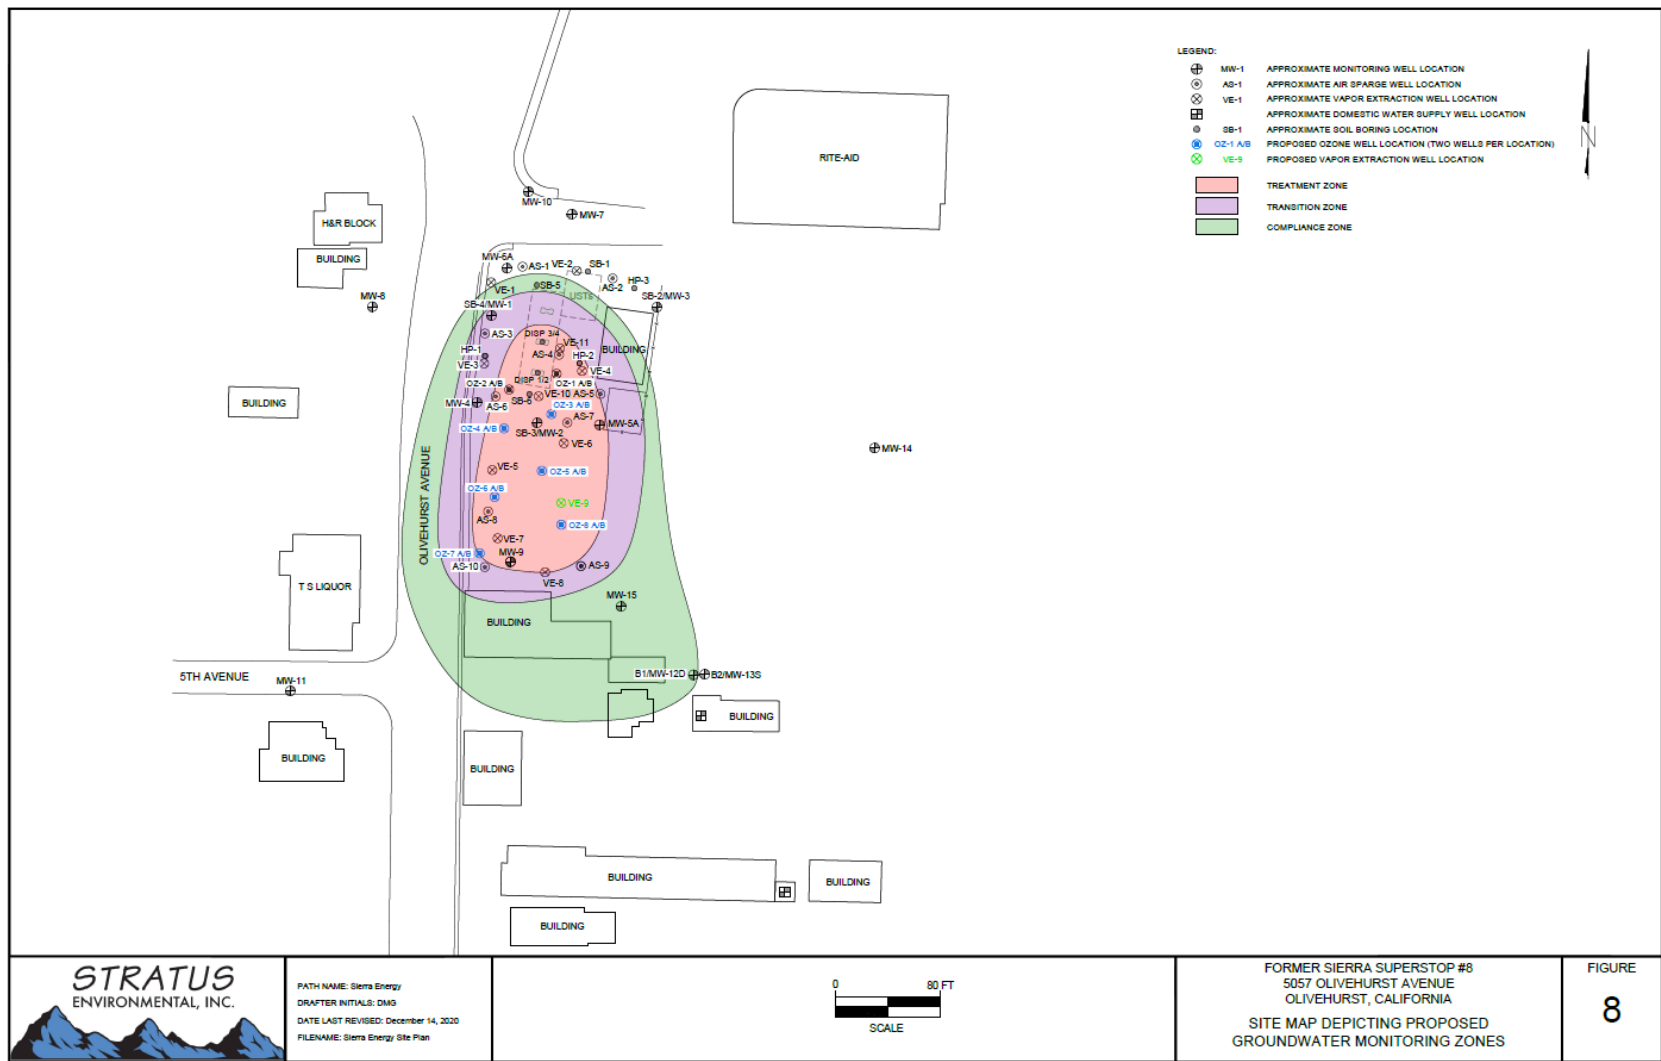 LEGEND:
MW-1 APPROXIMATE MONITORING WELL LOCATION
AS-1 APPROXIMATE AIR SPARGE WELL LOCATION
VE-1 APPROXIMATE VAPOR EXTRACTION WELL LOCATION
APPROXIMATE DOMESTIC WATER SUPPLY WELL LOCATION
SB-1 APPROXIMATE SOIL BORING LOCATION
OZ-1 A/B PROPOSED OZONE WELL LOCATION (TWO WELLS PER LOCATION)
VE-9 PROPOSED VAPOR EXTRACTION WELL LOCATION
TREATMENT ZONE
TRANSITION ZONE
COMPLIANCE ZONE
N
RITE-AID
MW-10
MW-7
H&R BLOCK
BUILDING
MW-8
MW-6A
AS-1
VE-2
SB-1
AS-2
HP-3
VE-1
SB-5
USTs
SB-2/MW-3
SB-4/MW-1
AS-3
DISP 3/4
VE-11
BUILDING
HP-1
AS-4
HP-2
VE-3
VE-4
OZ-2 A/B
DISP 1/2
OZ-1 A/B
BUILDING
MW-4
AS-6
SB-6
VE-10
AS-5
OZ-3 A/B
OZ-4 A/B
SB-3/MW-2
AS-7
MW-5A
VE-6
MW-14
OLIVEHURST AVENUE
VE-5
OZ-5 A/B
OZ-6 A/B
VE-9
AS-8
OZ-8 A/B
VE-7
OZ-7 A/B
MW-9
AS-10
VE-8
AS-9
T S LIQUOR
MW-15
BUILDING
5TH AVENUE
MW-11
B1/MW-12D
B2/MW-13S
BUILDING
BUILDING
BUILDING
BUILDING
BUILDING
BUILDING
STRATUS
ENVIRONMENTAL, INC.
PATH NAME: Sierra Energy
DRAFTER INITIALS: DMG
DATE LAST REVISED: December 14, 2020
FILENAME: Sierra Energy Site Plan
0 80 FT
SCALE
FORMER SIERRA SUPERSTOP #8
5057 OLIVEHURST AVENUE
OLIVEHURST, CALIFORNIA
SITE MAP DEPICTING PROPOSED
GROUNDWATER MONITORING ZONES
FIGURE
8